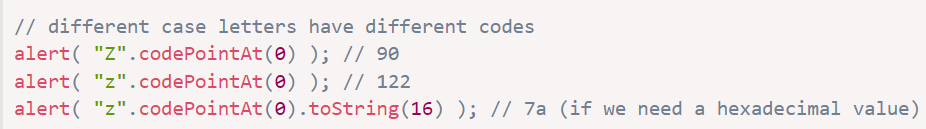 // different case letters have different codes
alert( "Z".codePointAt(0) ); // 90
alert( "z".codePointAt(0) ); // 122
alert( "z".codePointAt(0).toString(16) ); // 7a (if we need a hexadecimal value)